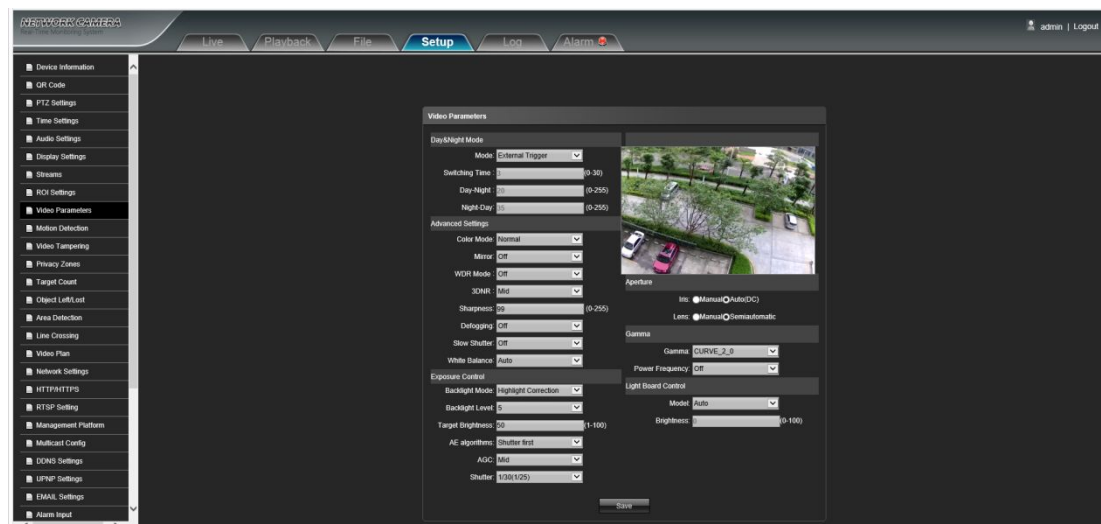 NETWORK CAMERA
Real-Time Monitoring System
Live
Playback
File
Setup
Log
Alarm
admin | Logout
Device Information
QR Code
PTZ Settings
Time Settings
Audio Settings
Display Settings
Streams
ROI Settings
Video Parameters
Motion Detection
Video Tampering
Privacy Zones
Target Count
Object Left/Lost
Area Detection
Line Crossing
Video Plan
Network Settings
HTTP/HTTPS
RTSP Setting
Management Platform
Multicast Config
DDNS Settings
UPNP Settings
EMAIL Settings
Alarm Input
Video Parameters
Day&Night Mode
Mode: External Trigger
Switching Time : 3 (0-30)
Day-Night : 20 (0-255)
Night-Day: 35 (0-255)
Advanced Settings
Color Mode: Normal
Mirror: Off
WDR Mode : Off
3DNR : Mid
Sharpness: 99 (0-255)
Defogging: Off
Slow Shutter: Off
White Balance: Auto
Exposure Control
Backlight Mode: Highlight Correction
Backlight Level: 5
Target Brightness: 50 (1-100)
AE algorithms: Shutter first
AGC: Mid
Shutter: 1/30(1/25)
Aperture
Iris: Manual Auto(DC)
Lens: Manual Semiautomatic
Gamma
Gamma: CURVE_2_0
Power Frequency: Off
Light Board Control
Model: Auto
Brightness: (0-100)
Save